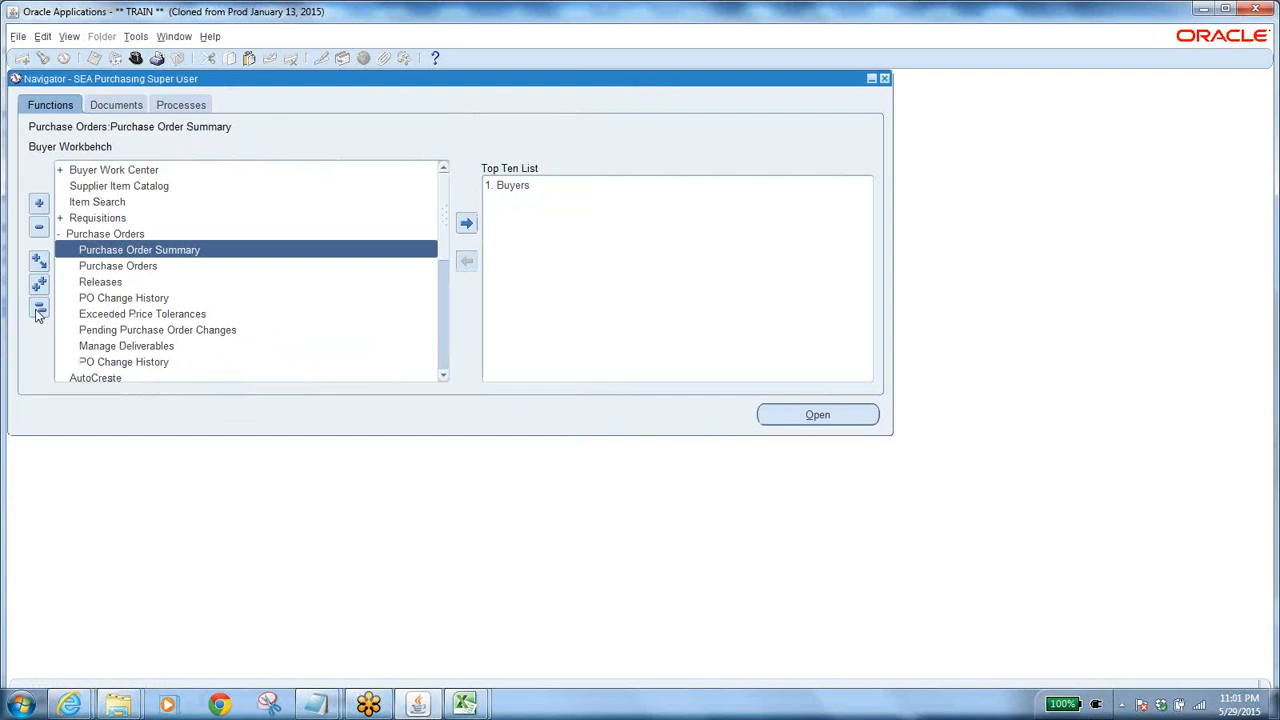 Oracle Applications - ** TRAIN ** (Cloned from Prod January 13, 2015)
File Edit View Folder Tools Window Help
ORACLE
Navigator - SEA Purchasing Super User
Functions Documents Processes
Purchase Orders:Purchase Order Summary
Buyer Workbehch
+ Buyer Work Center
Supplier Item Catalog
Item Search
+ Requisitions
- Purchase Orders
Purchase Order Summary
Purchase Orders
Releases
PO Change History
Exceeded Price Tolerances
Pending Purchase Order Changes
Manage Deliverables
PO Change History
AutoCreate
Top Ten List
1. Buyers
Open
100%
11:01 PM
5/29/2015